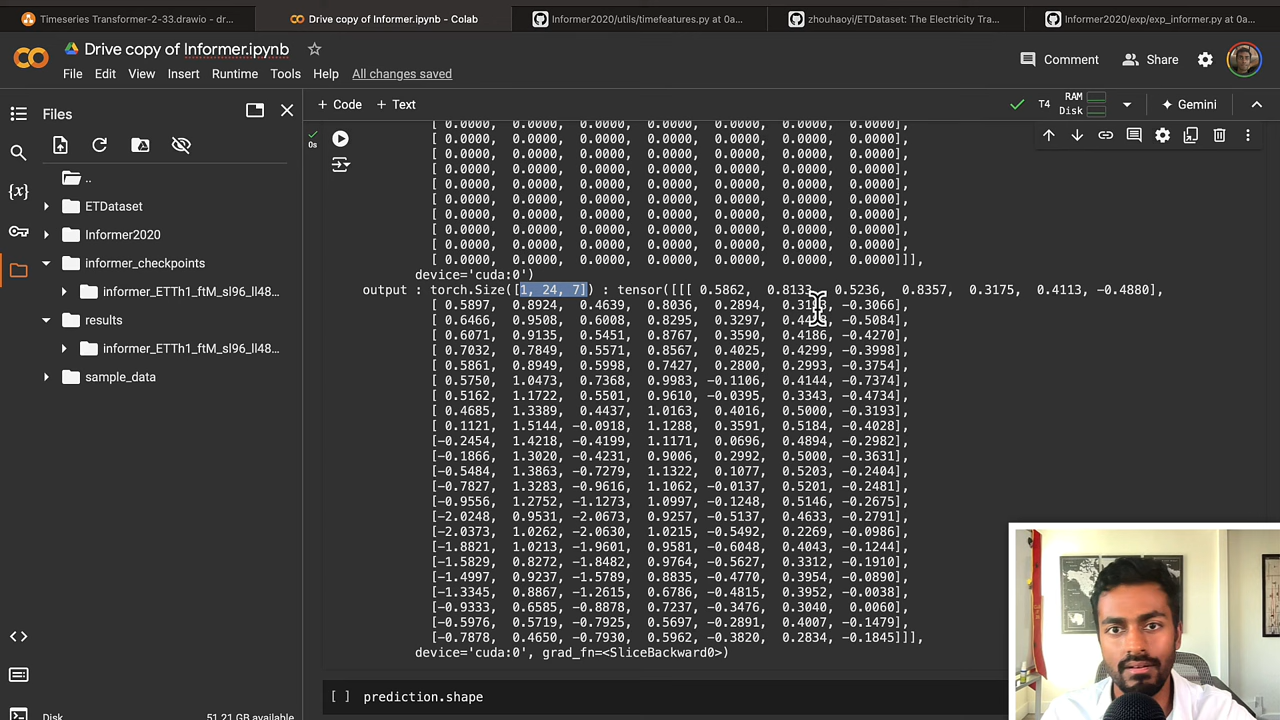 Timeseries Transformer-2-33.drawio - dra...
Drive copy of Informer.ipynb - Colab
Informer2020/utils/timefeatures.py at 0a...
zhouhaoyi/ETDataset: The Electricity Tra...
Informer2020/exp/exp_informer.py at 0a...
Drive copy of Informer.ipynb
Comment
Share
File Edit View Insert Runtime Tools Help All changes saved
Files
+ Code + Text
T4
RAM
Disk
Gemini
..
ETDataset
Informer2020
informer_checkpoints
informer_ETTh1_ftM_sl96_ll48...
results
informer_ETTh1_ftM_sl96_ll48...
sample_data
Disk 51.21 GB available
0s
[ 0.0000, 0.0000, 0.0000, 0.0000, 0.0000, 0.0000, 0.0000],
[ 0.0000, 0.0000, 0.0000, 0.0000, 0.0000, 0.0000, 0.0000],
[ 0.0000, 0.0000, 0.0000, 0.0000, 0.0000, 0.0000, 0.0000],
[ 0.0000, 0.0000, 0.0000, 0.0000, 0.0000, 0.0000, 0.0000],
[ 0.0000, 0.0000, 0.0000, 0.0000, 0.0000, 0.0000, 0.0000],
[ 0.0000, 0.0000, 0.0000, 0.0000, 0.0000, 0.0000, 0.0000],
[ 0.0000, 0.0000, 0.0000, 0.0000, 0.0000, 0.0000, 0.0000],
[ 0.0000, 0.0000, 0.0000, 0.0000, 0.0000, 0.0000, 0.0000],
[ 0.0000, 0.0000, 0.0000, 0.0000, 0.0000, 0.0000, 0.0000],
[ 0.0000, 0.0000, 0.0000, 0.0000, 0.0000, 0.0000, 0.0000]]],
device='cuda:0')
output : torch.Size([1, 24, 7]) : tensor([[[ 0.5862, 0.8133, 0.5236, 0.8357, 0.3175, 0.4113, -0.4880],
[ 0.5897, 0.8924, 0.4639, 0.8036, 0.2894, -0.3066],
[ 0.6466, 0.9508, 0.6008, 0.8295, 0.3297, -0.5084],
[ 0.6071, 0.9135, 0.5451, 0.8767, 0.3590, 0.4186, -0.4270],
[ 0.7032, 0.7849, 0.5571, 0.8567, 0.4025, 0.4299, -0.3998],
[ 0.5861, 0.8949, 0.5998, 0.7427, 0.2800, 0.2993, -0.3754],
[ 0.5750, 1.0473, 0.7368, 0.9983, -0.1106, 0.4144, -0.7374],
[ 0.5162, 1.1722, 0.5501, 0.9610, -0.0395, 0.3343, -0.4734],
[ 0.4685, 1.3389, 0.4437, 1.0163, 0.4016, 0.5000, -0.3193],
[ 0.1121, 1.5144, -0.0918, 1.1288, 0.3591, 0.5184, -0.4028],
[-0.2454, 1.4218, -0.4199, 1.1171, 0.0696, 0.4894, -0.2982],
[-0.1866, 1.3020, -0.4231, 0.9006, 0.2992, 0.5000, -0.3631],
[-0.5484, 1.3863, -0.7279, 1.1322, 0.1077, 0.5203, -0.2404],
[-0.7827, 1.3283, -0.9616, 1.1062, -0.0137, 0.5201, -0.2481],
[-0.9556, 1.2752, -1.1273, 1.0997, -0.1248, 0.5146, -0.2675],
[-2.0248, 0.9531, -2.0673, 0.9257, -0.5137, 0.4633, -0.2791],
[-2.0373, 1.0262, -2.0630, 1.0215, -0.5492, 0.2269, -0.0986],
[-1.8821, 1.0213, -1.9601, 0.9581, -0.6048, 0.4043, -0.1244],
[-1.5829, 0.8272, -1.8482, 0.9764, -0.5627, 0.3312, -0.1910],
[-1.4997, 0.9237, -1.5789, 0.8835, -0.4770, 0.3954, -0.0890],
[-1.3345, 0.8867, -1.2615, 0.6786, -0.4815, 0.3952, -0.0038],
[-0.9333, 0.6585, -0.8878, 0.7237, -0.3476, 0.3040, 0.0060],
[-0.5976, 0.5719, -0.7925, 0.5697, -0.2891, 0.4007, -0.1479],
[-0.7878, 0.4650, -0.7930, 0.5962, -0.3820, 0.2834, -0.1845]]],
device='cuda:0', grad_fn=<SliceBackward0>)
[ ] prediction.shape